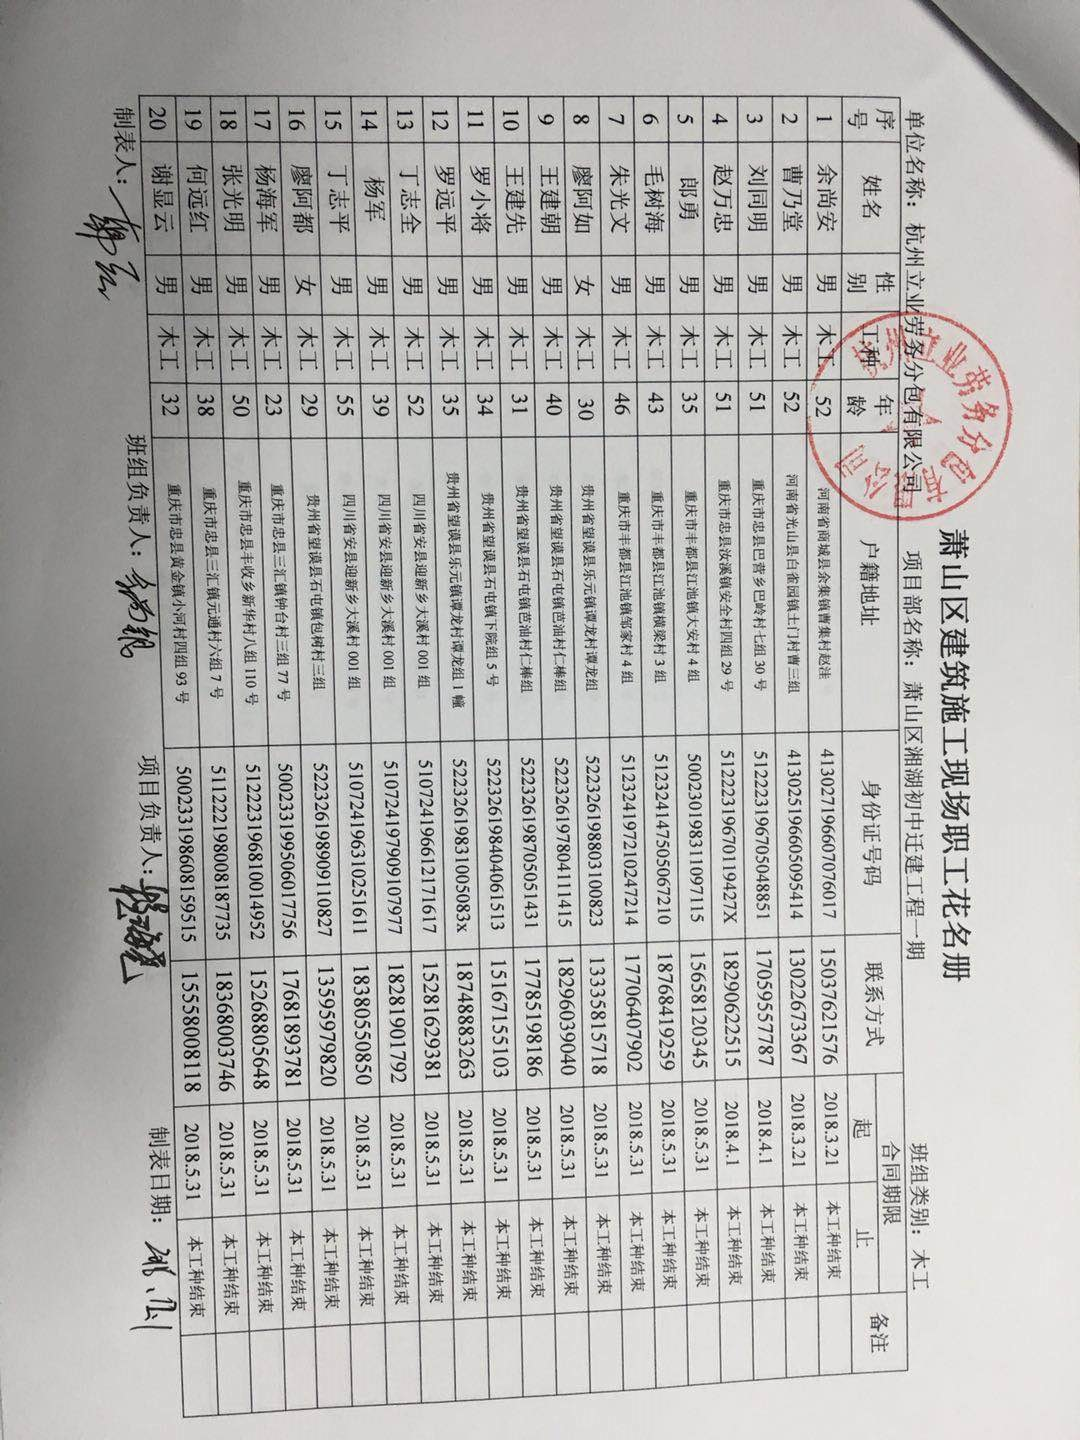 萧山区建筑施工现场职工花名册
单位名称：杭州立业劳务分包有限公司 项目部名称：萧山区湘湖初中迁建工程一期 班组类别：木工
序号 姓名 性别 工种 年龄 户籍地址 身份证号码 联系方式 合同期限 备注
起 止
1 余尚安 男 木工 52 河南省商城县余集镇曹集村赵洼 413027196607076017 15037621576 2018.3.21 本工种结束
2 曹乃堂 男 木工 52 河南省光山县白雀园镇土门村曹三组 413025196605095414 13022673367 2018.3.21 本工种结束
3 刘同明 男 木工 51 重庆市忠县巴营乡巴岭村七组30号 512223196705048851 17059557787 2018.4.1 本工种结束
4 赵万忠 男 木工 51 重庆市忠县汝溪镇安全村四组29号 51222319670119427X 18290622515 2018.4.1 本工种结束
5 郎勇 男 木工 35 重庆市丰都县江池镇大安村4组 500230198311097115 15658120345 2018.5.31 本工种结束
6 毛树海 男 木工 43 重庆市丰都县江池镇横梁村3组 512324147505067210 18768419259 2018.5.31 本工种结束
7 朱光文 男 木工 46 重庆市丰都县江池镇邹家村4组 512324197210247214 17706407902 2018.5.31 本工种结束
8 廖阿如 女 木工 30 贵州省望谟县乐元镇谭龙村谭龙组 522326198803100823 13335815718 2018.5.31 本工种结束
9 王建朝 男 木工 40 贵州省望谟县石屯镇芭油村仁棒组 522326197804111415 18296039040 2018.5.31 本工种结束
10 王建先 男 木工 31 贵州省望谟县石屯镇芭油村仁棒组 522326198705051431 17785198186 2018.5.31 本工种结束
11 罗小将 男 木工 34 贵州省望谟县石屯镇下院组5号 522326198404061513 15167155103 2018.5.31 本工种结束
12 罗远平 男 木工 35 贵州省望谟县乐元镇谭龙村谭龙组1幢 52232619831005083x 18748883263 2018.5.31 本工种结束
13 丁志全 男 木工 52 四川省安县迎新乡大溪村001组 510724196612171617 15281629381 2018.5.31 本工种结束
14 杨军 男 木工 39 四川省安县迎新乡大溪村001组 510724197909107977 18281901792 2018.5.31 本工种结束
15 丁志平 男 木工 55 四川省安县迎新乡大溪村001组 510724196310251611 18380550850 2018.5.31 本工种结束
16 廖阿都 女 木工 29 贵州省望谟县石屯镇包树村三组 522326198909110827 13595979820 2018.5.31 本工种结束
17 杨海军 男 木工 23 重庆市忠县三汇镇钟台村三组77号 500233199506017756 17681893781 2018.5.31 本工种结束
18 张光明 男 木工 50 重庆市忠县丰收乡新华村八组110号 512223196810014952 15268805648 2018.5.31 本工种结束
19 何远红 男 木工 38 重庆市忠县三汇镇元通村六组7号 511222198008187735 18368003746 2018.5.31 本工种结束
20 谢显云 男 木工 32 重庆市忠县黄金镇小河村四组93号 500233198608159515 15558008118 2018.5.31 本工种结束
制表人： 班组负责人： 项目负责人： 制表日期：